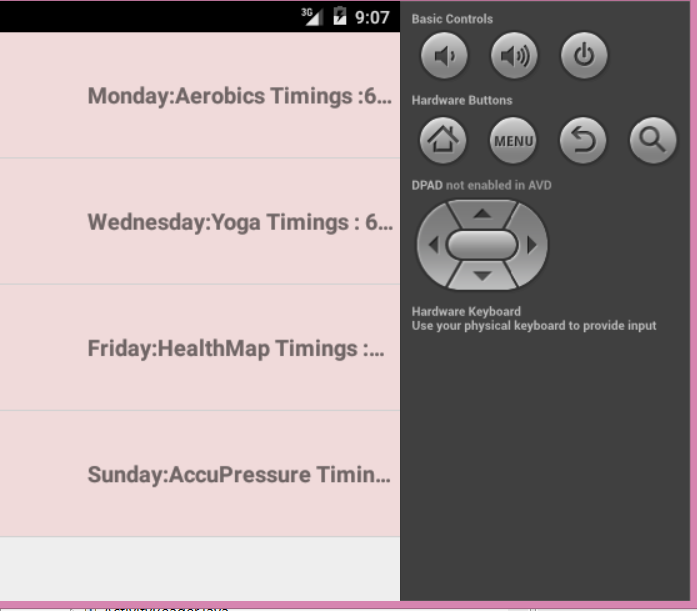 3G 9:07
Monday:Aerobics Timings :6...
Wednesday:Yoga Timings : 6...
Friday:HealthMap Timings :...
Sunday:AccuPressure Timin...
Basic Controls
Hardware Buttons
MENU
DPAD not enabled in AVD
Hardware Keyboard
Use your physical keyboard to provide input